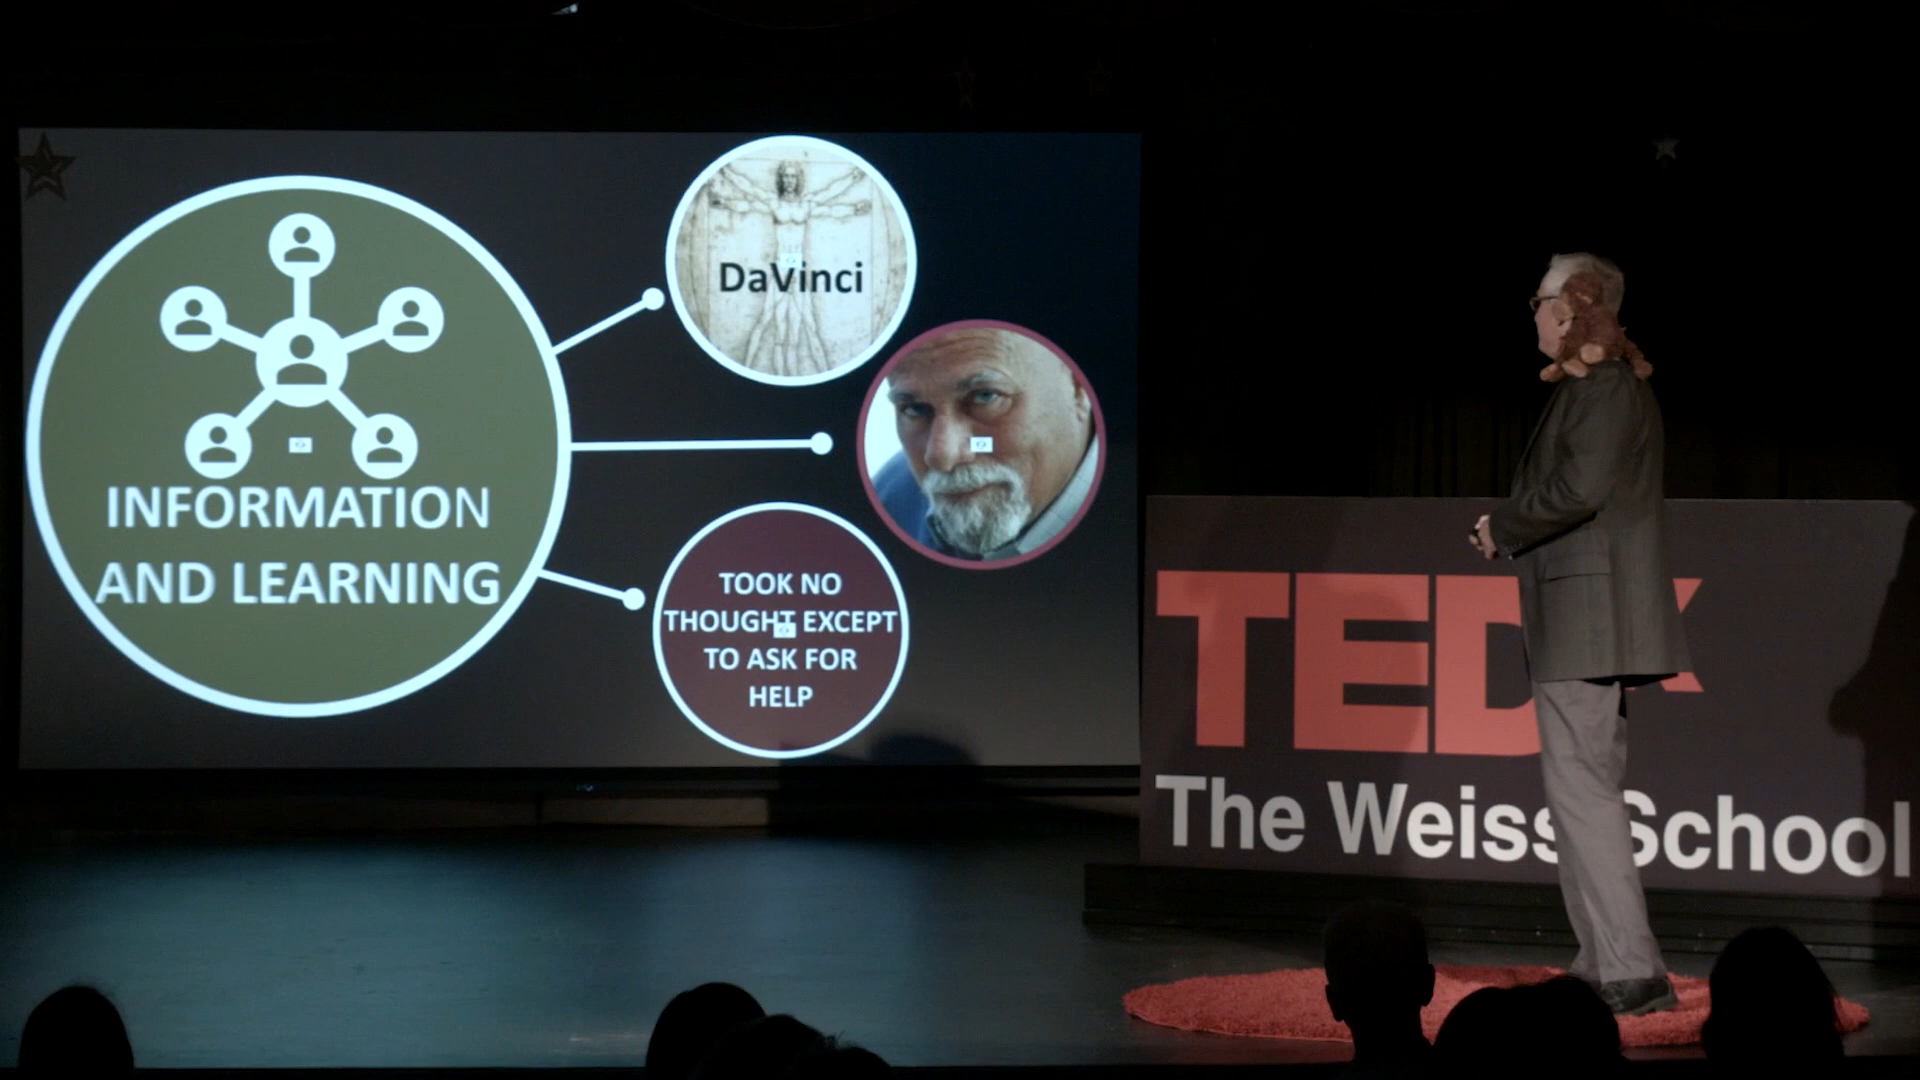 INFORMATION
AND LEARNING
DaVinci
TOOK NO
THOUGHT EXCEPT
TO ASK FOR
HELP
TEDx
The Weiss School